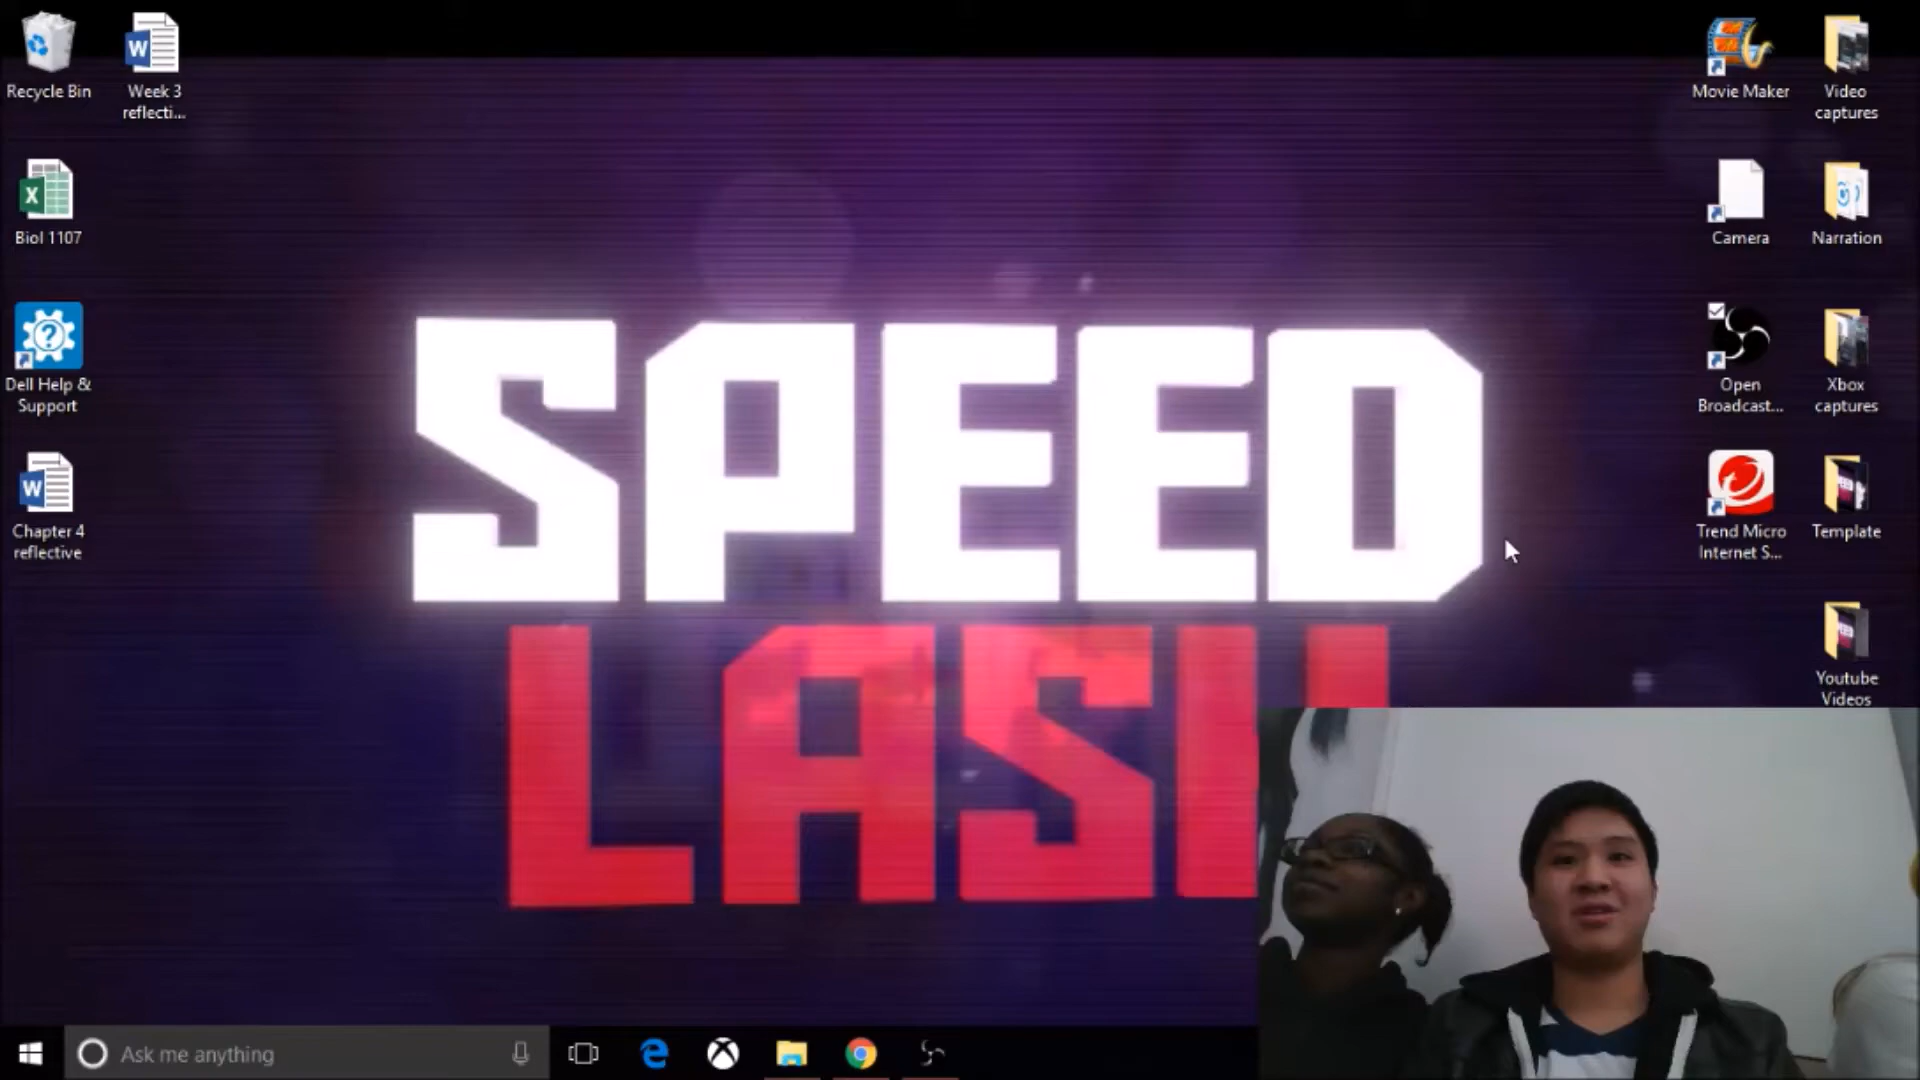 Recycle Bin
Week 3
reflecti...
Biol 1107
Dell Help &
Support
Chapter 4
reflective
SPEED
LAS
Movie Maker
Video
captures
Camera
Narration
Open
Broadcast...
Xbox
captures
Trend Micro
Internet S...
Template
Youtube
Videos
Ask me anything